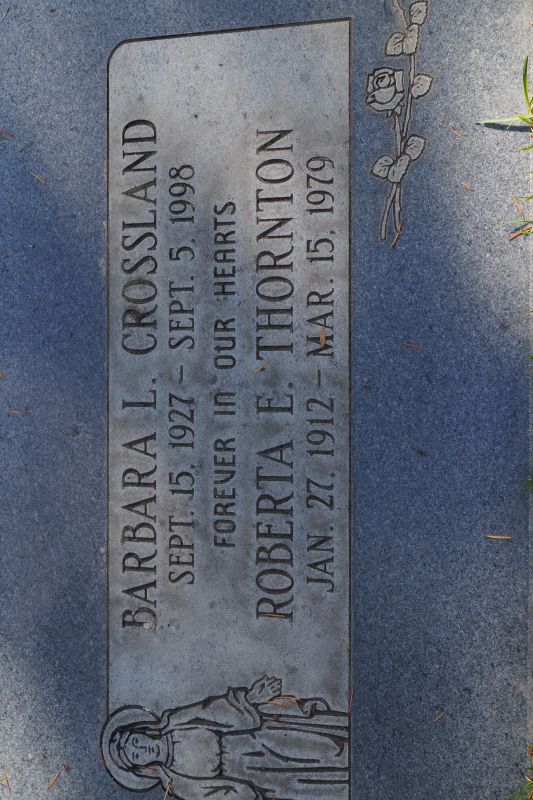 BARBARA L. CROSSLAND
SEPT. 15, 1927 – SEPT. 5, 1998
FOREVER IN OUR HEARTS
ROBERTA E. THORNTON
JAN. 27, 1912 – MAR. 15, 1979